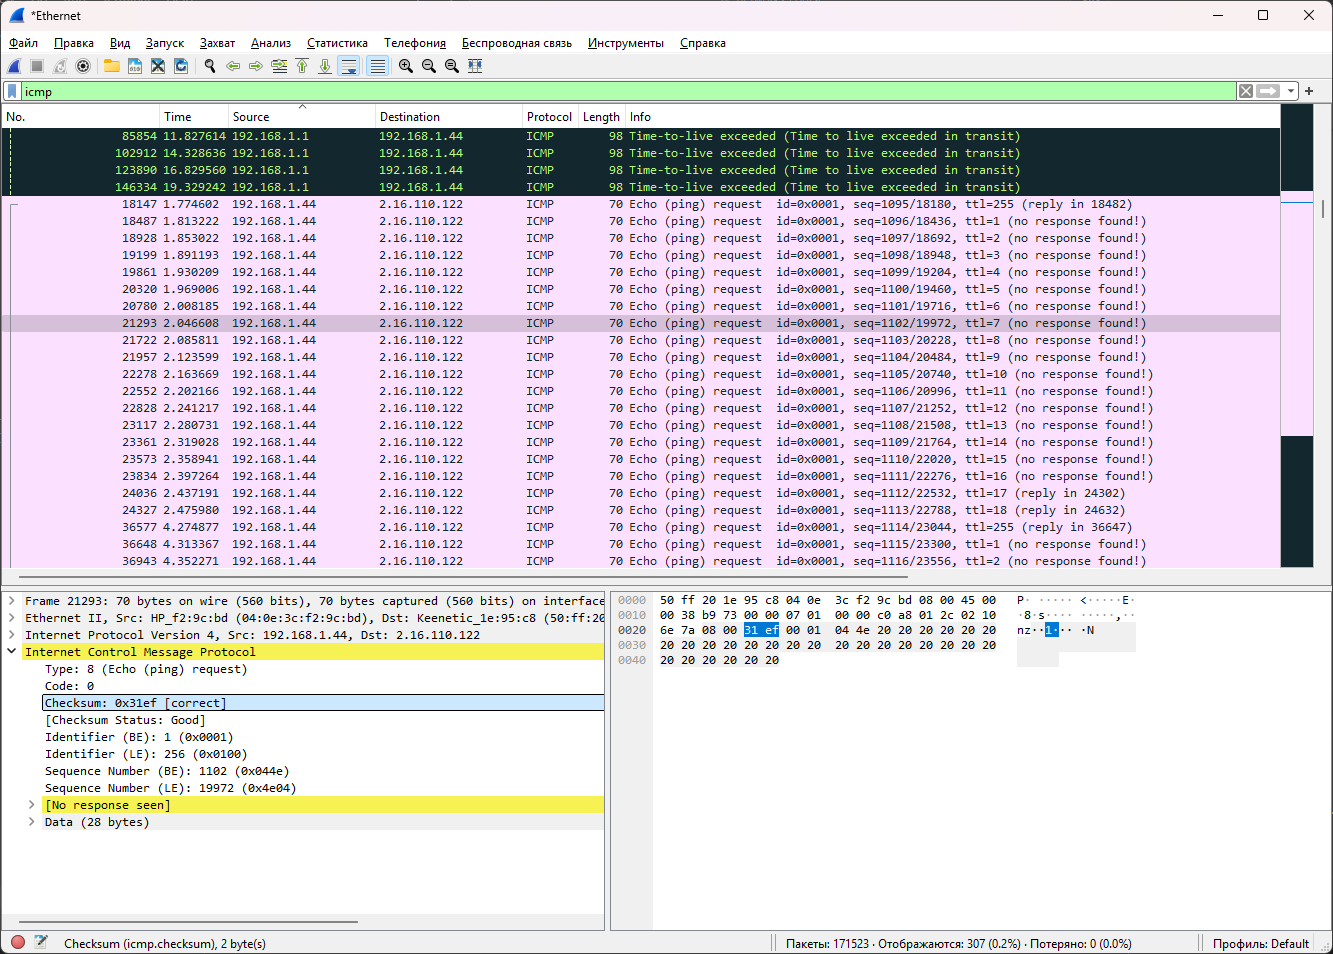 *Ethernet
Файл Правка Вид Запуск Захват Анализ Статистика Телефония Беспроводная связь Инструменты Справка
icmp
No. Time Source Destination Protocol Length Info
85854 11.827614 192.168.1.1 192.168.1.44 ICMP 98 Time-to-live exceeded (Time to live exceeded in transit)
102912 14.328636 192.168.1.1 192.168.1.44 ICMP 98 Time-to-live exceeded (Time to live exceeded in transit)
123890 16.829560 192.168.1.1 192.168.1.44 ICMP 98 Time-to-live exceeded (Time to live exceeded in transit)
146334 19.329242 192.168.1.1 192.168.1.44 ICMP 98 Time-to-live exceeded (Time to live exceeded in transit)
18147 1.774602 192.168.1.44 2.16.110.122 ICMP 70 Echo (ping) request id=0x0001, seq=1095/18180, ttl=255 (reply in 18482)
18487 1.813222 192.168.1.44 2.16.110.122 ICMP 70 Echo (ping) request id=0x0001, seq=1096/18436, ttl=1 (no response found!)
18928 1.853022 192.168.1.44 2.16.110.122 ICMP 70 Echo (ping) request id=0x0001, seq=1097/18692, ttl=2 (no response found!)
19199 1.891193 192.168.1.44 2.16.110.122 ICMP 70 Echo (ping) request id=0x0001, seq=1098/18948, ttl=3 (no response found!)
19861 1.930209 192.168.1.44 2.16.110.122 ICMP 70 Echo (ping) request id=0x0001, seq=1099/19204, ttl=4 (no response found!)
20320 1.969006 192.168.1.44 2.16.110.122 ICMP 70 Echo (ping) request id=0x0001, seq=1100/19460, ttl=5 (no response found!)
20780 2.008185 192.168.1.44 2.16.110.122 ICMP 70 Echo (ping) request id=0x0001, seq=1101/19716, ttl=6 (no response found!)
21293 2.046608 192.168.1.44 2.16.110.122 ICMP 70 Echo (ping) request id=0x0001, seq=1102/19972, ttl=7 (no response found!)
21722 2.085811 192.168.1.44 2.16.110.122 ICMP 70 Echo (ping) request id=0x0001, seq=1103/20228, ttl=8 (no response found!)
21957 2.123599 192.168.1.44 2.16.110.122 ICMP 70 Echo (ping) request id=0x0001, seq=1104/20484, ttl=9 (no response found!)
22278 2.163669 192.168.1.44 2.16.110.122 ICMP 70 Echo (ping) request id=0x0001, seq=1105/20740, ttl=10 (no response found!)
22552 2.202166 192.168.1.44 2.16.110.122 ICMP 70 Echo (ping) request id=0x0001, seq=1106/20996, ttl=11 (no response found!)
22828 2.241217 192.168.1.44 2.16.110.122 ICMP 70 Echo (ping) request id=0x0001, seq=1107/21252, ttl=12 (no response found!)
23117 2.280731 192.168.1.44 2.16.110.122 ICMP 70 Echo (ping) request id=0x0001, seq=1108/21508, ttl=13 (no response found!)
23361 2.319028 192.168.1.44 2.16.110.122 ICMP 70 Echo (ping) request id=0x0001, seq=1109/21764, ttl=14 (no response found!)
23573 2.358941 192.168.1.44 2.16.110.122 ICMP 70 Echo (ping) request id=0x0001, seq=1110/22020, ttl=15 (no response found!)
23834 2.397264 192.168.1.44 2.16.110.122 ICMP 70 Echo (ping) request id=0x0001, seq=1111/22276, ttl=16 (no response found!)
24036 2.437191 192.168.1.44 2.16.110.122 ICMP 70 Echo (ping) request id=0x0001, seq=1112/22532, ttl=17 (reply in 24302)
24327 2.475980 192.168.1.44 2.16.110.122 ICMP 70 Echo (ping) request id=0x0001, seq=1113/22788, ttl=18 (reply in 24632)
36577 4.274877 192.168.1.44 2.16.110.122 ICMP 70 Echo (ping) request id=0x0001, seq=1114/23044, ttl=255 (reply in 36647)
36648 4.313367 192.168.1.44 2.16.110.122 ICMP 70 Echo (ping) request id=0x0001, seq=1115/23300, ttl=1 (no response found!)
36943 4.352271 192.168.1.44 2.16.110.122 ICMP 70 Echo (ping) request id=0x0001, seq=1116/23556, ttl=2 (no response found!)
Frame 21293: 70 bytes on wire (560 bits), 70 bytes captured (560 bits) on interface
Ethernet II, Src: HP_f2:9c:bd (04:0e:3c:f2:9c:bd), Dst: Keenetic_1e:95:c8 (50:ff:20
Internet Protocol Version 4, Src: 192.168.1.44, Dst: 2.16.110.122
Internet Control Message Protocol
Type: 8 (Echo (ping) request)
Code: 0
Checksum: 0x31ef [correct]
[Checksum Status: Good]
Identifier (BE): 1 (0x0001)
Identifier (LE): 256 (0x0100)
Sequence Number (BE): 1102 (0x044e)
Sequence Number (LE): 19972 (0x4e04)
[No response seen]
Data (28 bytes)
0000 50 ff 20 1e 95 c8 04 0e 3c f2 9c bd 08 00 45 00 P· ····· <·····E·
0010 00 38 b9 73 00 00 07 01 00 00 c0 a8 01 2c 02 10 ·8·s···· ·····,··
0020 6e 7a 08 00 31 ef 00 01 04 4e 20 20 20 20 20 20 nz··1··· ·N
0030 20 20 20 20 20 20 20 20 20 20 20 20 20 20 20 20
0040 20 20 20 20 20 20
Checksum (icmp.checksum), 2 byte(s)
Пакеты: 171523 · Отображаются: 307 (0.2%) · Потеряно: 0 (0.0%)
Профиль: Default